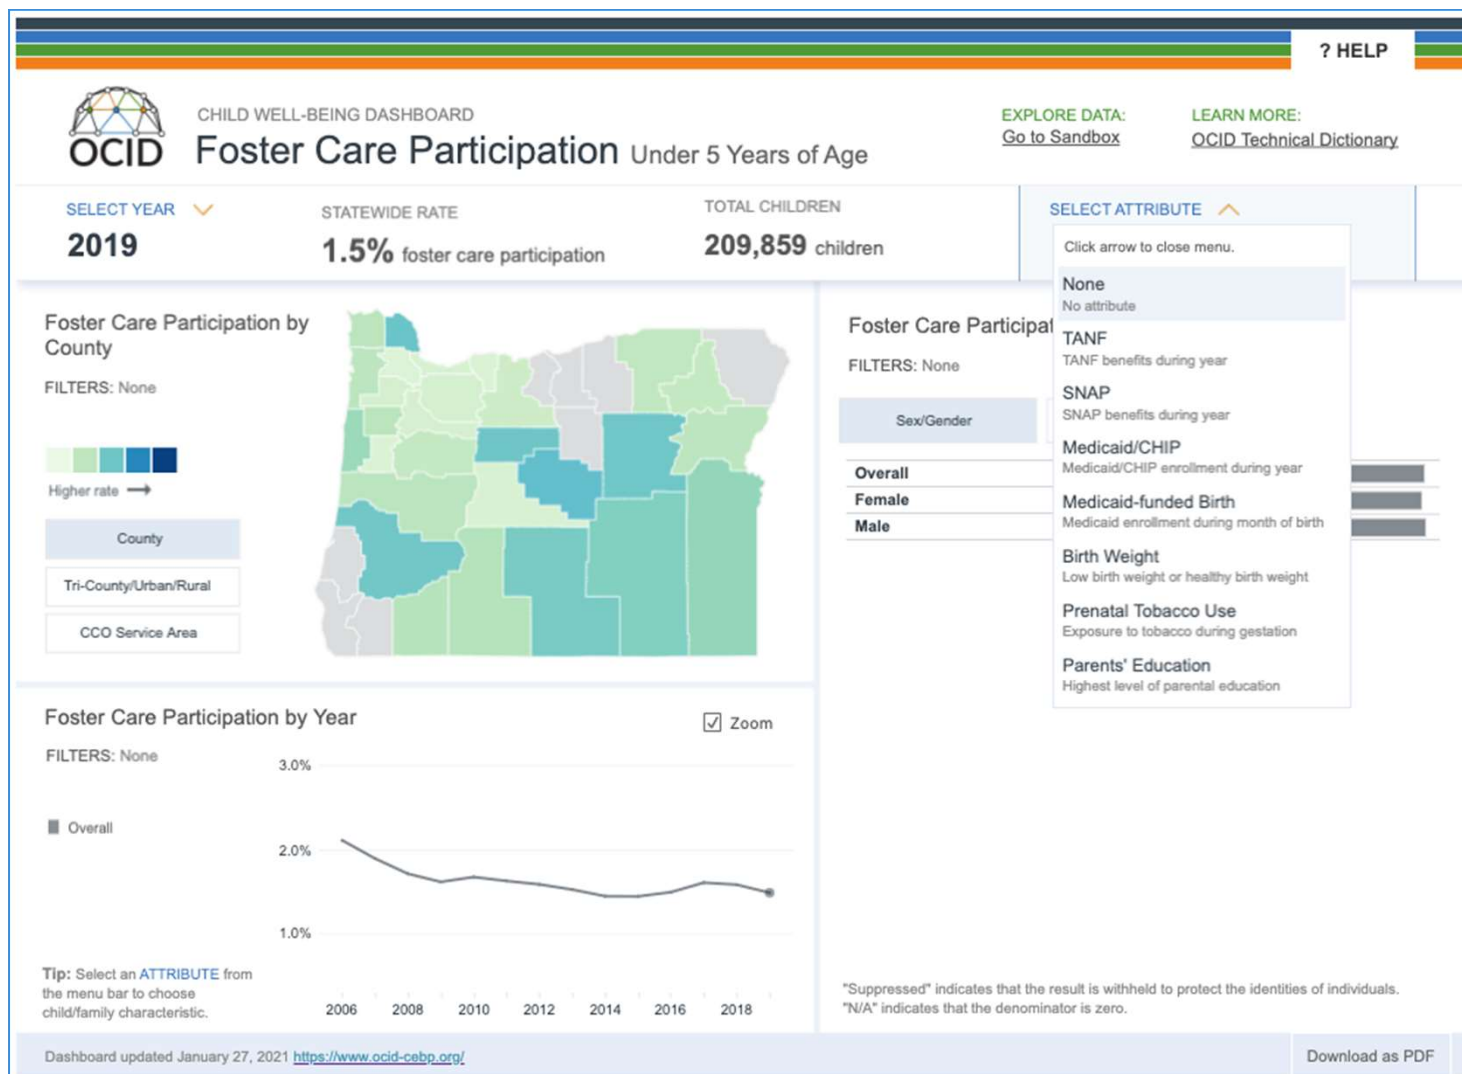 ? HELP
OCID
CHILD WELL-BEING DASHBOARD
Foster Care Participation Under 5 Years of Age
EXPLORE DATA:
Go to Sandbox
LEARN MORE:
OCID Technical Dictionary
SELECT YEAR
2019
STATEWIDE RATE
1.5% foster care participation
TOTAL CHILDREN
209,859 children
SELECT ATTRIBUTE
Click arrow to close menu.
None
No attribute
TANF
TANF benefits during year
SNAP
SNAP benefits during year
Medicaid/CHIP
Medicaid/CHIP enrollment during year
Medicaid-funded Birth
Medicaid enrollment during month of birth
Birth Weight
Low birth weight or healthy birth weight
Prenatal Tobacco Use
Exposure to tobacco during gestation
Parents' Education
Highest level of parental education
Foster Care Participation by
County
FILTERS: None
Higher rate
County
Tri-County/Urban/Rural
CCO Service Area
Foster Care Participat
FILTERS: None
Sex/Gender
Overall
Female
Male
Foster Care Participation by Year
Zoom
FILTERS: None
Overall
3.0%
2.0%
1.0%
2006 2008 2010 2012 2014 2016 2018
Tip: Select an ATTRIBUTE from
the menu bar to choose
child/family characteristic.
"Suppressed" indicates that the result is withheld to protect the identities of individuals.
"N/A" indicates that the denominator is zero.
Dashboard updated January 27, 2021 https://www.ocid-cebp.org/
Download as PDF